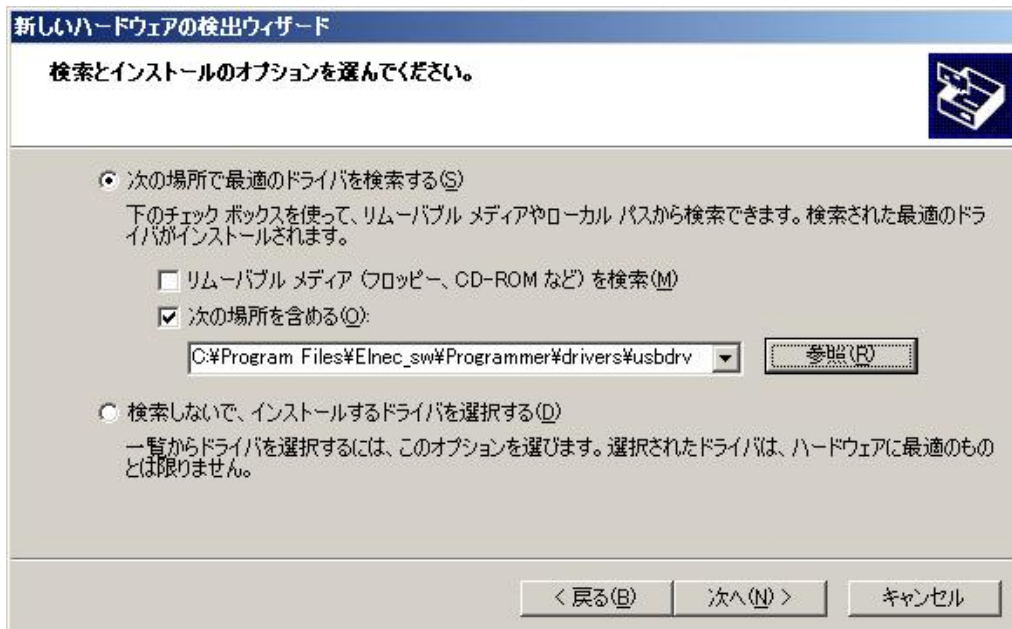 新しいハードウェアの検出ウィザード
検索とインストールのオプションを選んでください。
次の場所で最適のドライバを検索する(S)
下のチェック ボックスを使って、リムーバブル メディアやローカル パスから検索できます。検索された最適のドラ
イバがインストールされます。
リムーバブル メディア (フロッピー、CD-ROM など) を検索(M)
次の場所を含める(O):
C:¥Program Files¥Elnec_sw¥Programmer¥drivers¥usbdrv
参照(R)
検索しないで、インストールするドライバを選択する(D)
一覧からドライバを選択するには、このオプションを選びます。選択されたドライバは、ハードウェアに最適のもの
とは限りません。
< 戻る(B) 次へ(N) > キャンセル